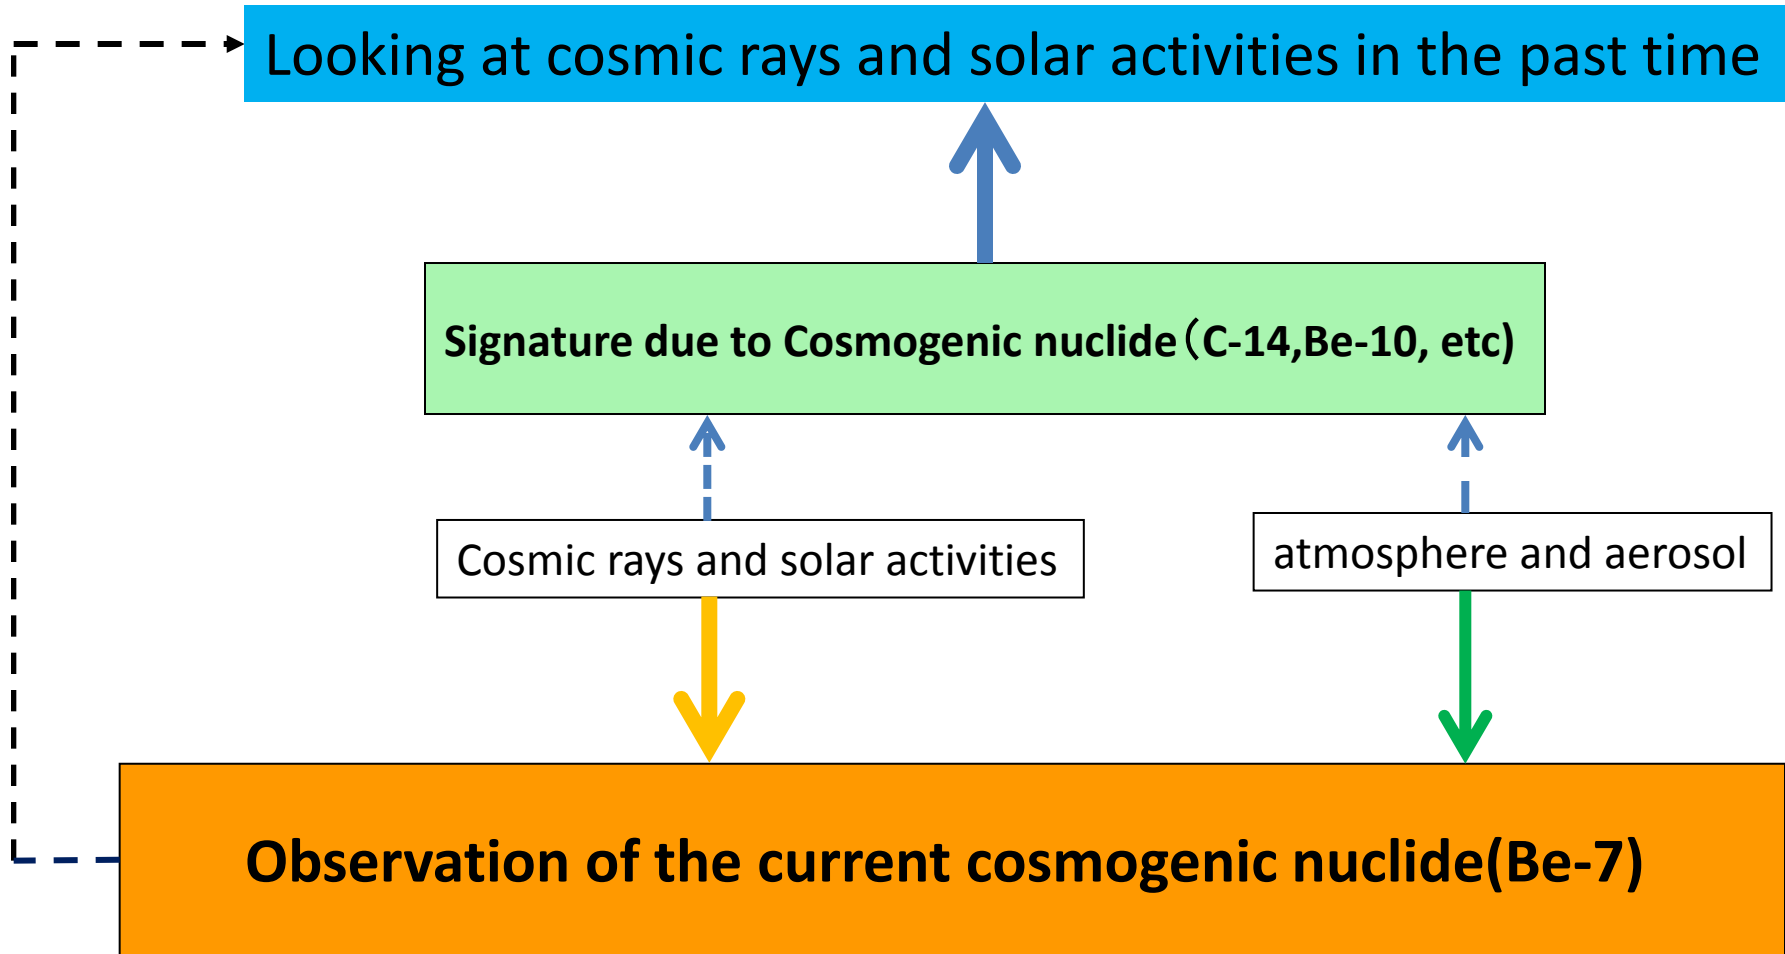 Looking at cosmic rays and solar activities in the past time
Signature due to Cosmogenic nuclide（C-14,Be-10, etc)
Cosmic rays and solar activities
atmosphere and aerosol
Observation of the current cosmogenic nuclide(Be-7)